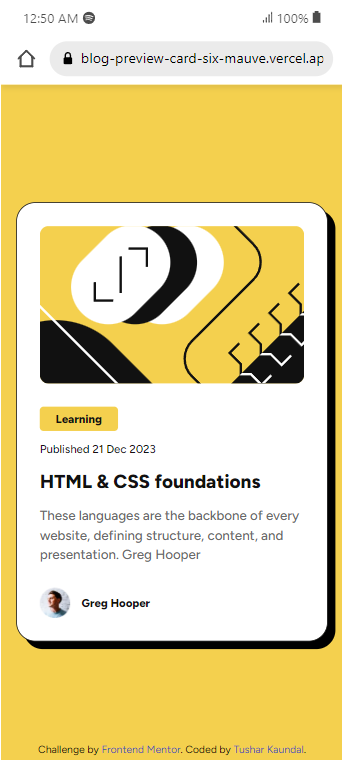 12:50 AM 100%
blog-preview-card-six-mauve.vercel.ap
Learning
Published 21 Dec 2023
HTML & CSS foundations
These languages are the backbone of every
website, defining structure, content, and
presentation. Greg Hooper
Greg Hooper
Challenge by Frontend Mentor. Coded by Tushar Kaundal.